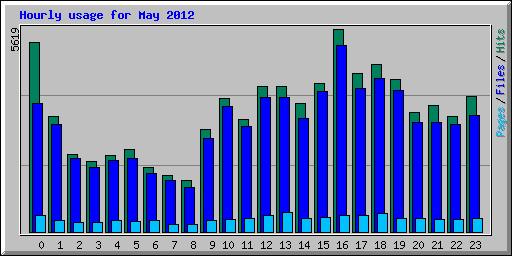 Hourly usage for May 2012
5619
Pages / Files / Hits
0 1 2 3 4 5 6 7 8 9 10 11 12 13 14 15 16 17 18 19 20 21 22 23